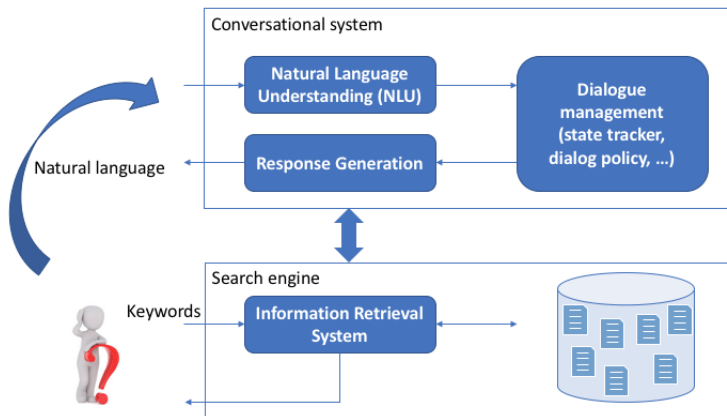 Conversational system
Natural Language
Understanding (NLU)
Dialogue
management
(state tracker,
dialog policy, ...)
Response Generation
Natural language
Search engine
Keywords
Information Retrieval
System